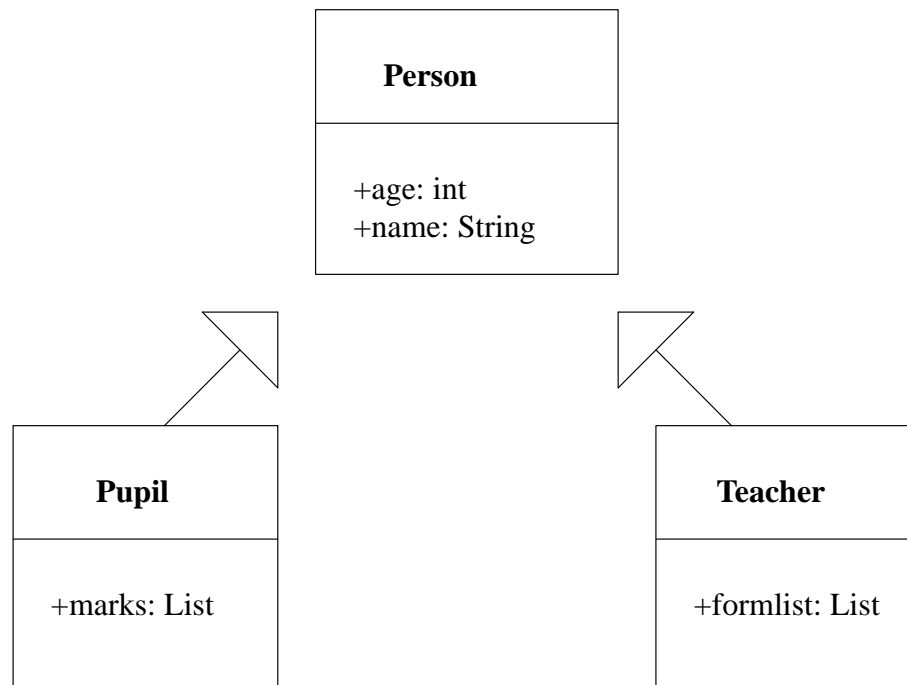 Person
+age: int
+name: String
Pupil
Teacher
+marks: List
+formlist: List